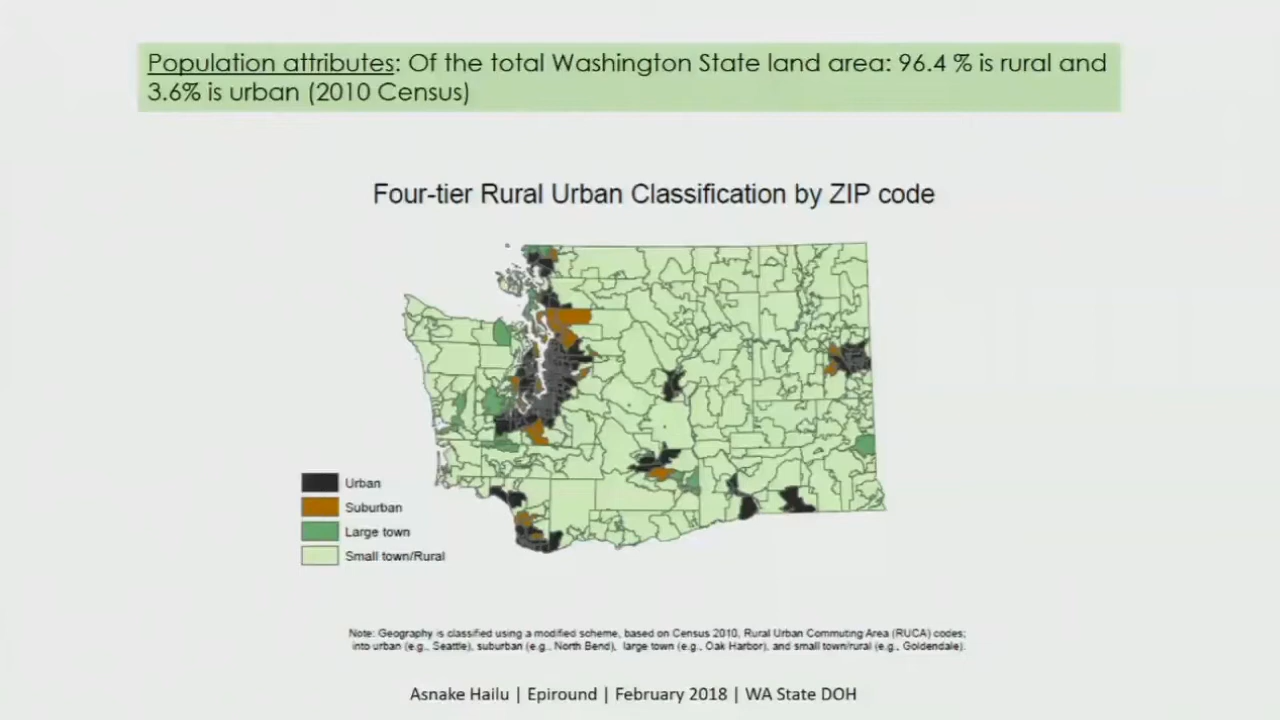 Population attributes: Of the total Washington State land area: 96.4 % is rural and
3.6% is urban (2010 Census)
Four-tier Rural Urban Classification by ZIP code
Urban
Suburban
Large town
Small town/Rural
Note: Geography is classified using a modified scheme, based on Census 2010, Rural Urban Commuting Area (RUCA) codes;
into urban (e.g., Seattle), suburban (e.g., North Bend), large town (e.g., Oak Harbor), and small town/rural (e.g., Goldendale).
Asnake Hailu | Epiround | February 2018 | WA State DOH